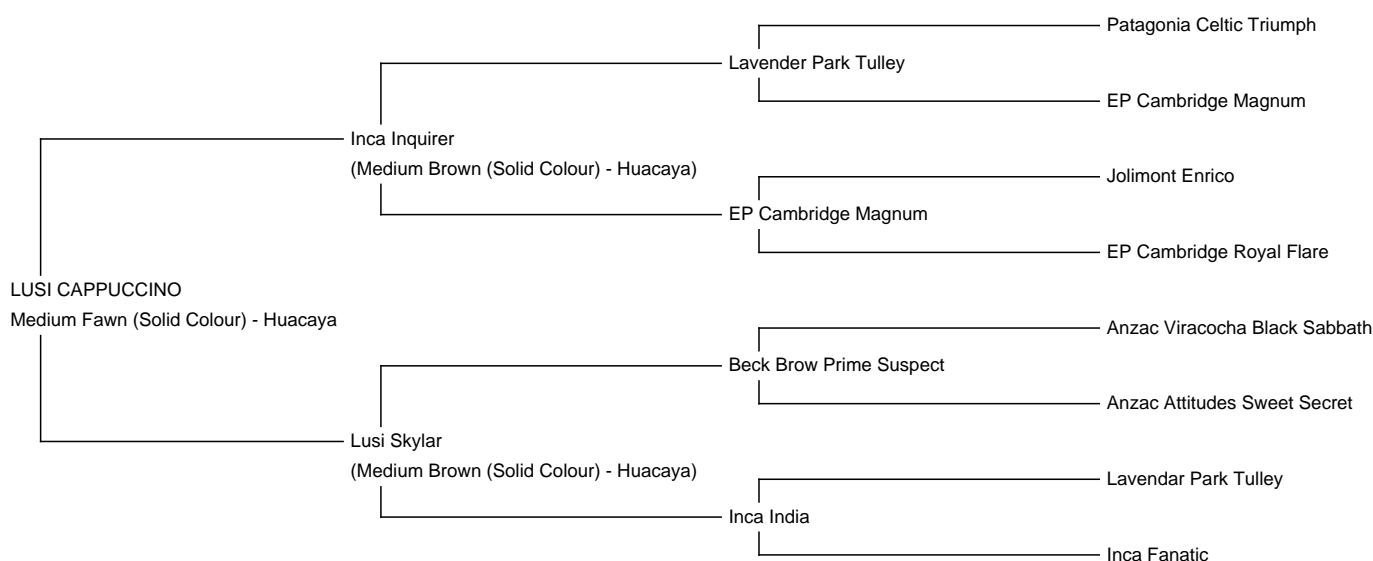 Patagonia Celtic Triumph
Lavender Park Tulley
EP Cambridge Magnum
Inca Inquirer
(Medium Brown (Solid Colour) - Huacaya)
Jolimont Enrico
EP Cambridge Magnum
EP Cambridge Royal Flare
LUSI CAPPUCCINO
Medium Fawn (Solid Colour) - Huacaya
Anzac Viracocha Black Sabbath
Beck Brow Prime Suspect
Anzac Attitudes Sweet Secret
Lusi Skylar
(Medium Brown (Solid Colour) - Huacaya)
Lavendar Park Tulley
Inca India
Inca Fanatic